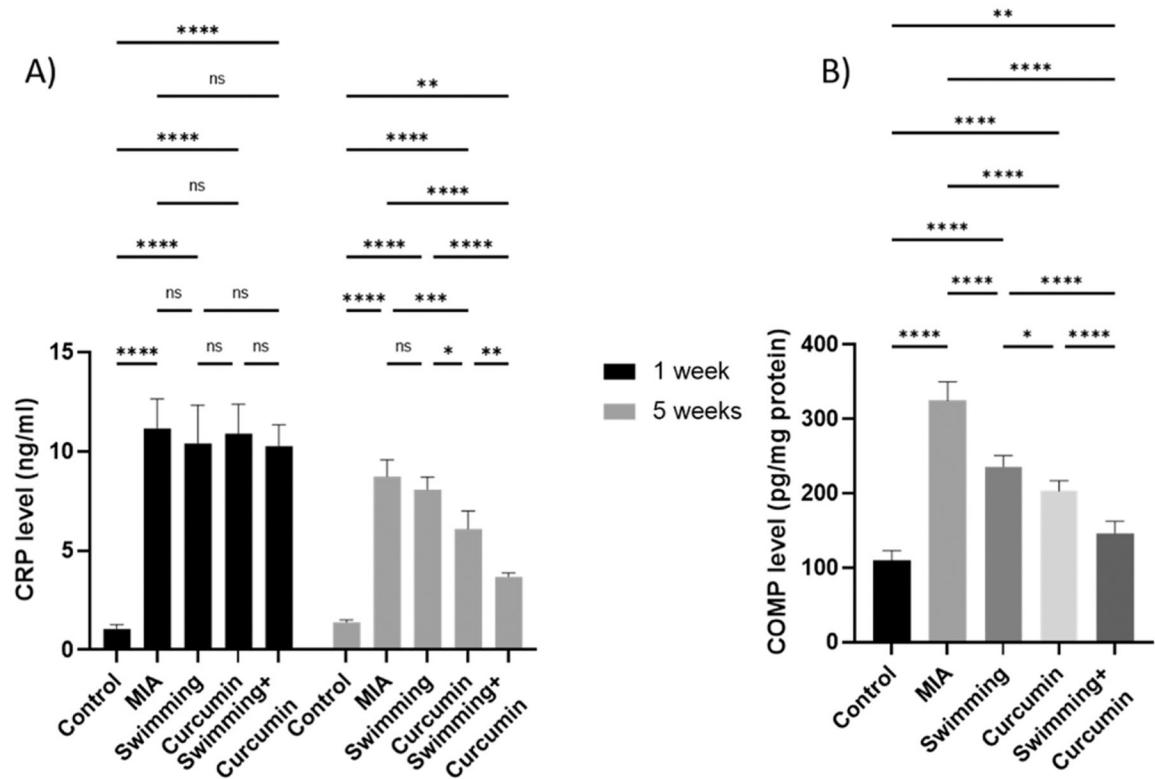 A)
****
ns
****
ns
****
ns
ns
****
ns
ns
**
****
****
****
****
****
***
ns
*
**
CRP level (ng/ml)
15
10
5
0
Control
MIA
Swimming
Curcumin
Swimming+
Curcumin
Control
MIA
Swimming
Curcumin
Swimming+
Curcumin
1 week
5 weeks
B)
**
****
****
****
****
****
****
****
*
****
COMP level (pg/mg protein)
400
300
200
100
0
Control
MIA
Swimming
Curcumin
Swimming+
Curcumin